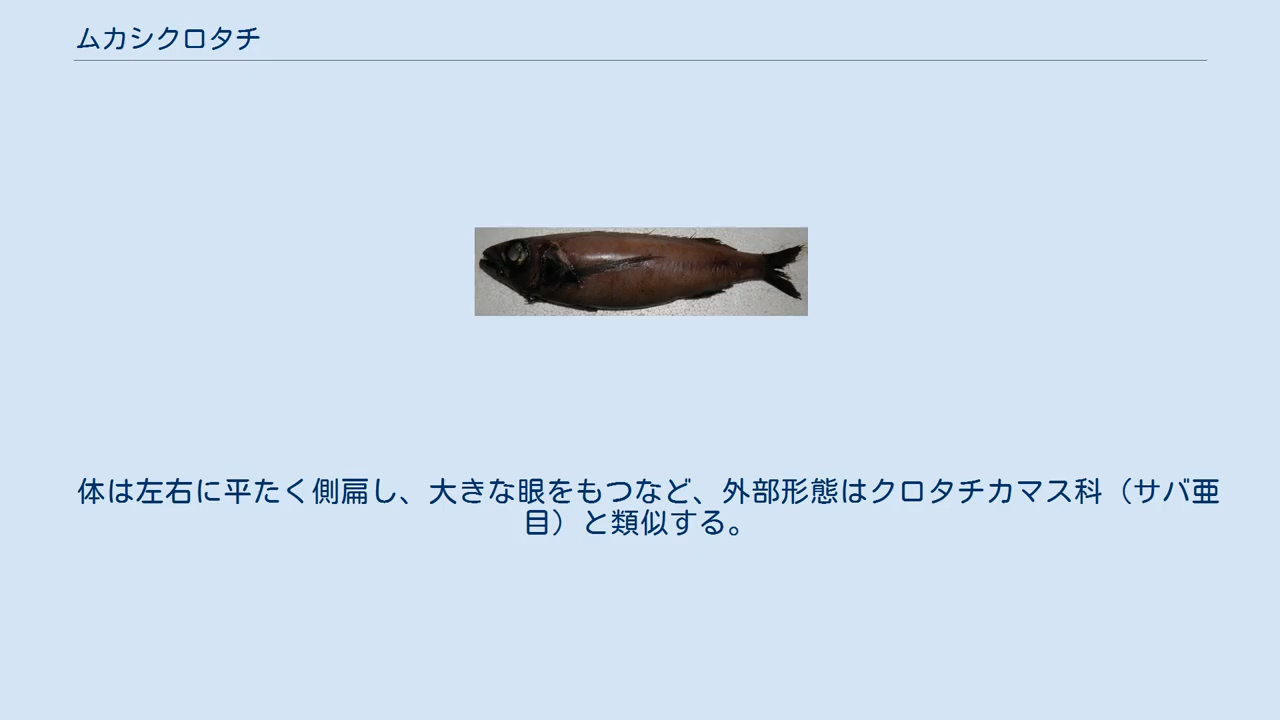 ムカシクロタチ
体は左右に平たく側扁し、大きな眼をもつなど、外部形態はクロタチカマス科（サバ亜
目）と類似する。